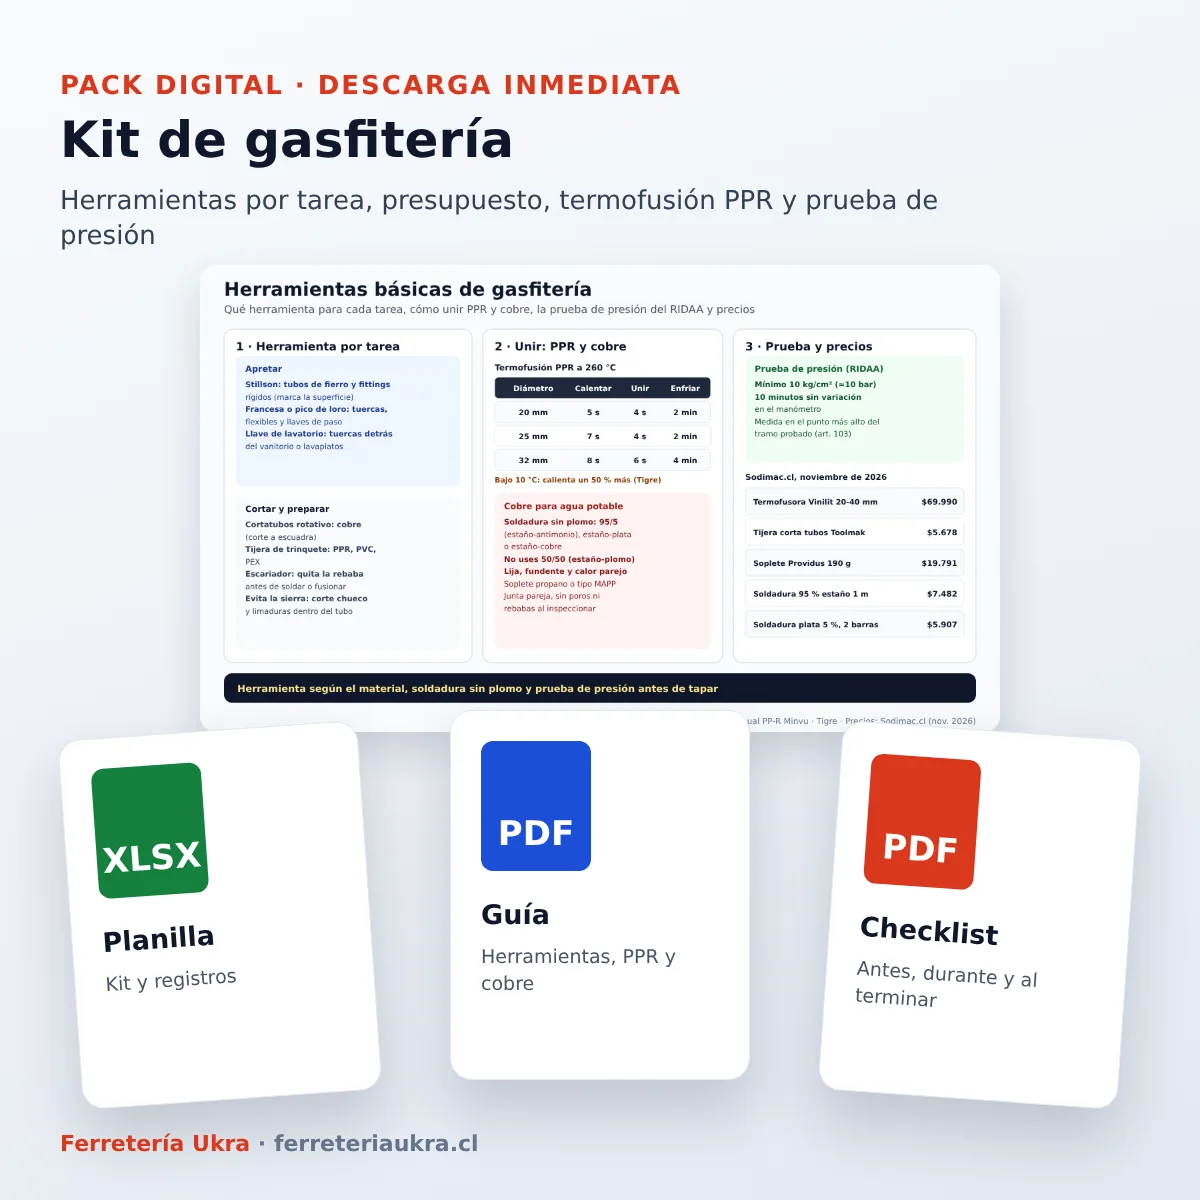 PACK DIGITAL · DESCARGA INMEDIATA
Kit de gasfitería
Herramientas por tarea, presupuesto, termofusión PPR y prueba de
presión
Herramientas básicas de gasfitería
Qué herramienta para cada tarea, cómo unir PPR y cobre, la prueba de presión del RIDAA y precios
1 · Herramienta por tarea
Apretar
Stillson: tubos de fierro y fittings
rígidos (marca la superficie)
Francesa o pico de loro: tuercas,
flexibles y llaves de paso
Llave de lavatorio: tuercas detrás
del vanitorio o lavaplatos
Cortar y preparar
Cortatubos rotativo: cobre
(corte a escuadra)
Tijera de trinquete: PPR, PVC,
PEX
Escariador: quita la rebaba
antes de soldar o fusionar
Evita la sierra: corte chueco
y limaduras dentro del tubo
2 · Unir: PPR y cobre
Termofusión PPR a 260 °C
Diámetro Calentar Unir Enfriar
20 mm 5 s 4 s 2 min
25 mm 7 s 4 s 2 min
32 mm 8 s 6 s 4 min
Bajo 10 °C: calienta un 50 % más (Tigre)
Cobre para agua potable
Soldadura sin plomo: 95/5
(estaño-antimonio), estaño-plata
o estaño-cobre
No uses 50/50 (estaño-plomo)
Lija, fundente y calor parejo
Soplete propano o tipo MAPP
Junta pareja, sin poros ni
rebabas al inspeccionar
3 · Prueba y precios
Prueba de presión (RIDAA)
Mínimo 10 kg/cm² (≈10 bar)
10 minutos sin variación
en el manómetro
Medida en el punto más alto del
tramo probado (art. 103)
Sodimac.cl, noviembre de 2026
Termofusora Vinilit 20-40 mm $69.990
Tijera corta tubos Toolmak $5.678
Soplete Providus 190 g $19.791
Soldadura 95 % estaño 1 m $7.482
Soldadura plata 5 %, 2 barras $5.907
Herramienta según el material, soldadura sin plomo y prueba de presión antes de tapar
PP-R Minvu · Tigre · Precios: Sodimac.cl (nov. 2026)
XLSX
Planilla
Kit y registros
PDF
Guía
Herramientas, PPR y
cobre
PDF
Checklist
Antes, durante y al
terminar
Ferretería Ukra · ferreteriaukra.cl